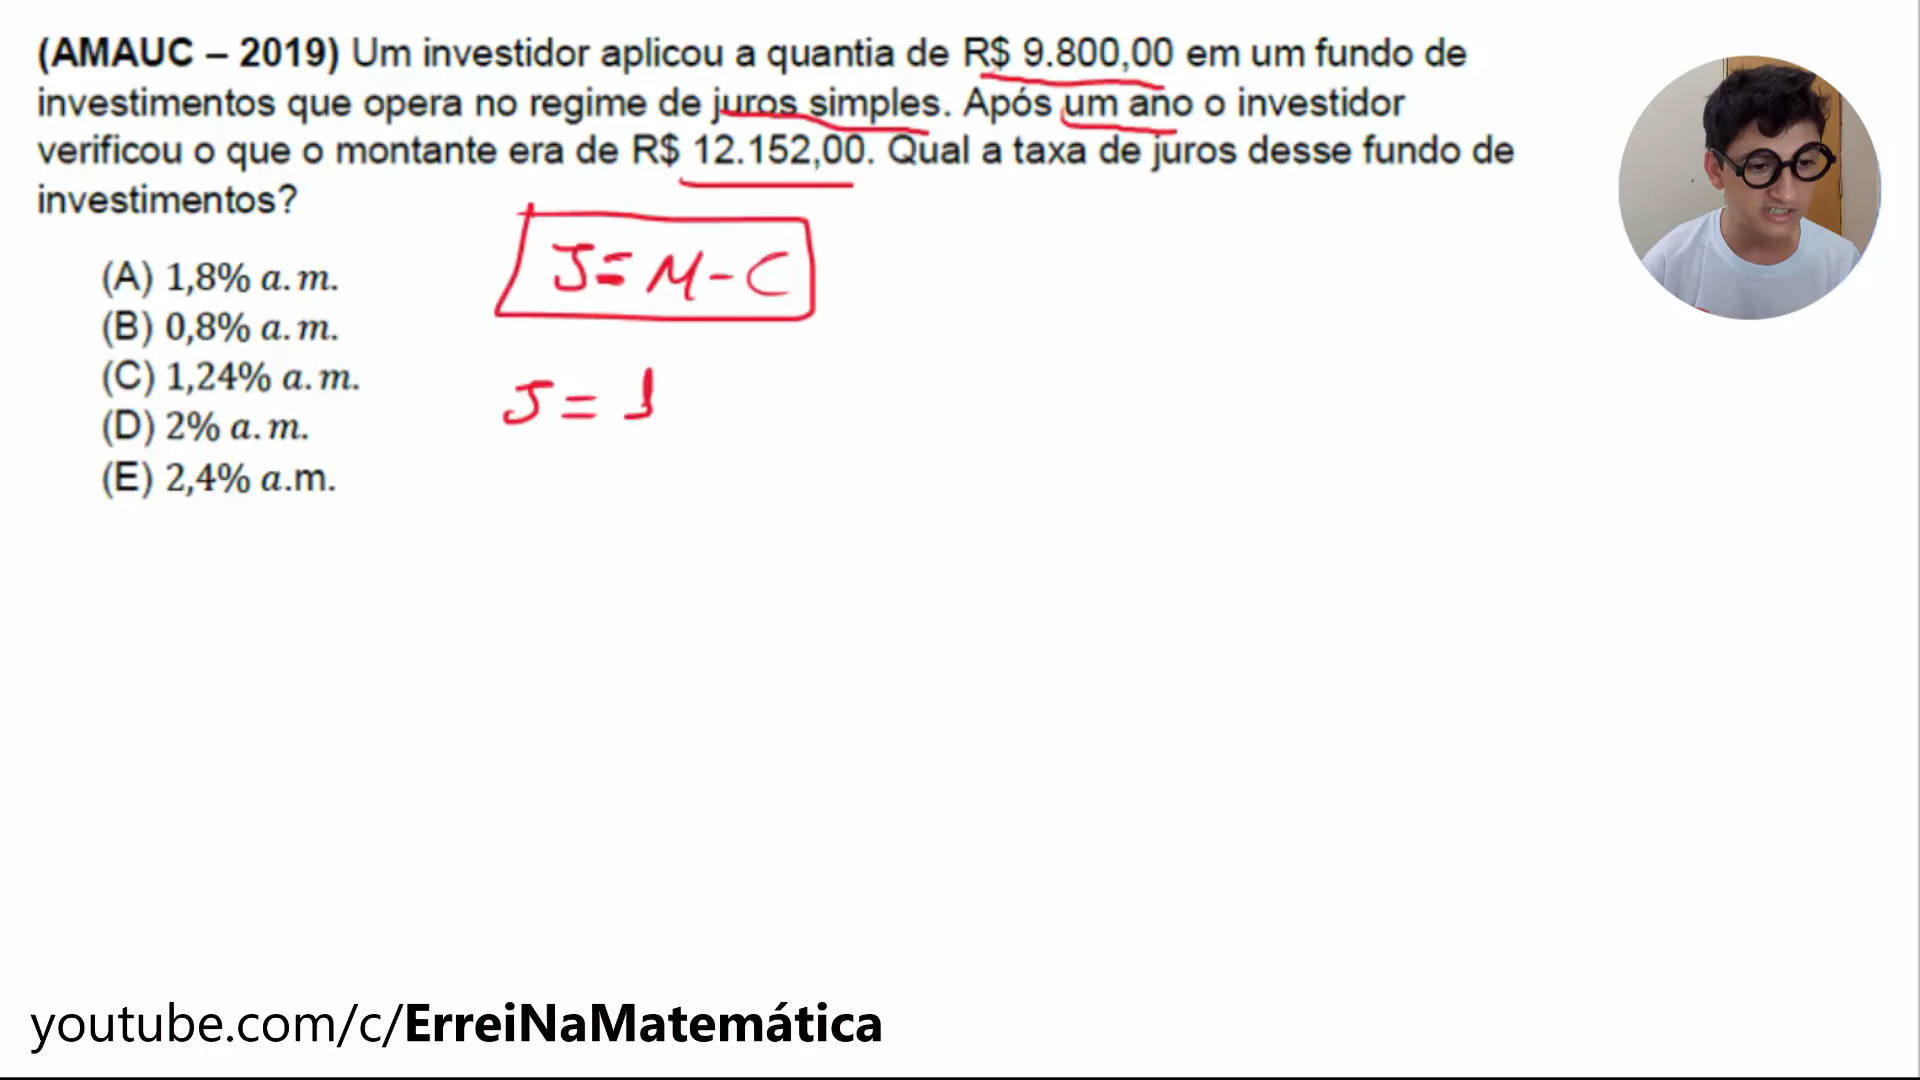 (AMAUC – 2019) Um investidor aplicou a quantia de R$ 9.800,00 em um fundo de
investimentos que opera no regime de juros simples. Após um ano o investidor
verificou o que o montante era de R$ 12.152,00. Qual a taxa de juros desse fundo de
investimentos?
(A) 1,8% a.m.
(B) 0,8% a.m.
(C) 1,24% a.m.
(D) 2% a.m.
(E) 2,4% a.m.
J = M - C
J = 1
youtube.com/c/ErreiNaMatemática